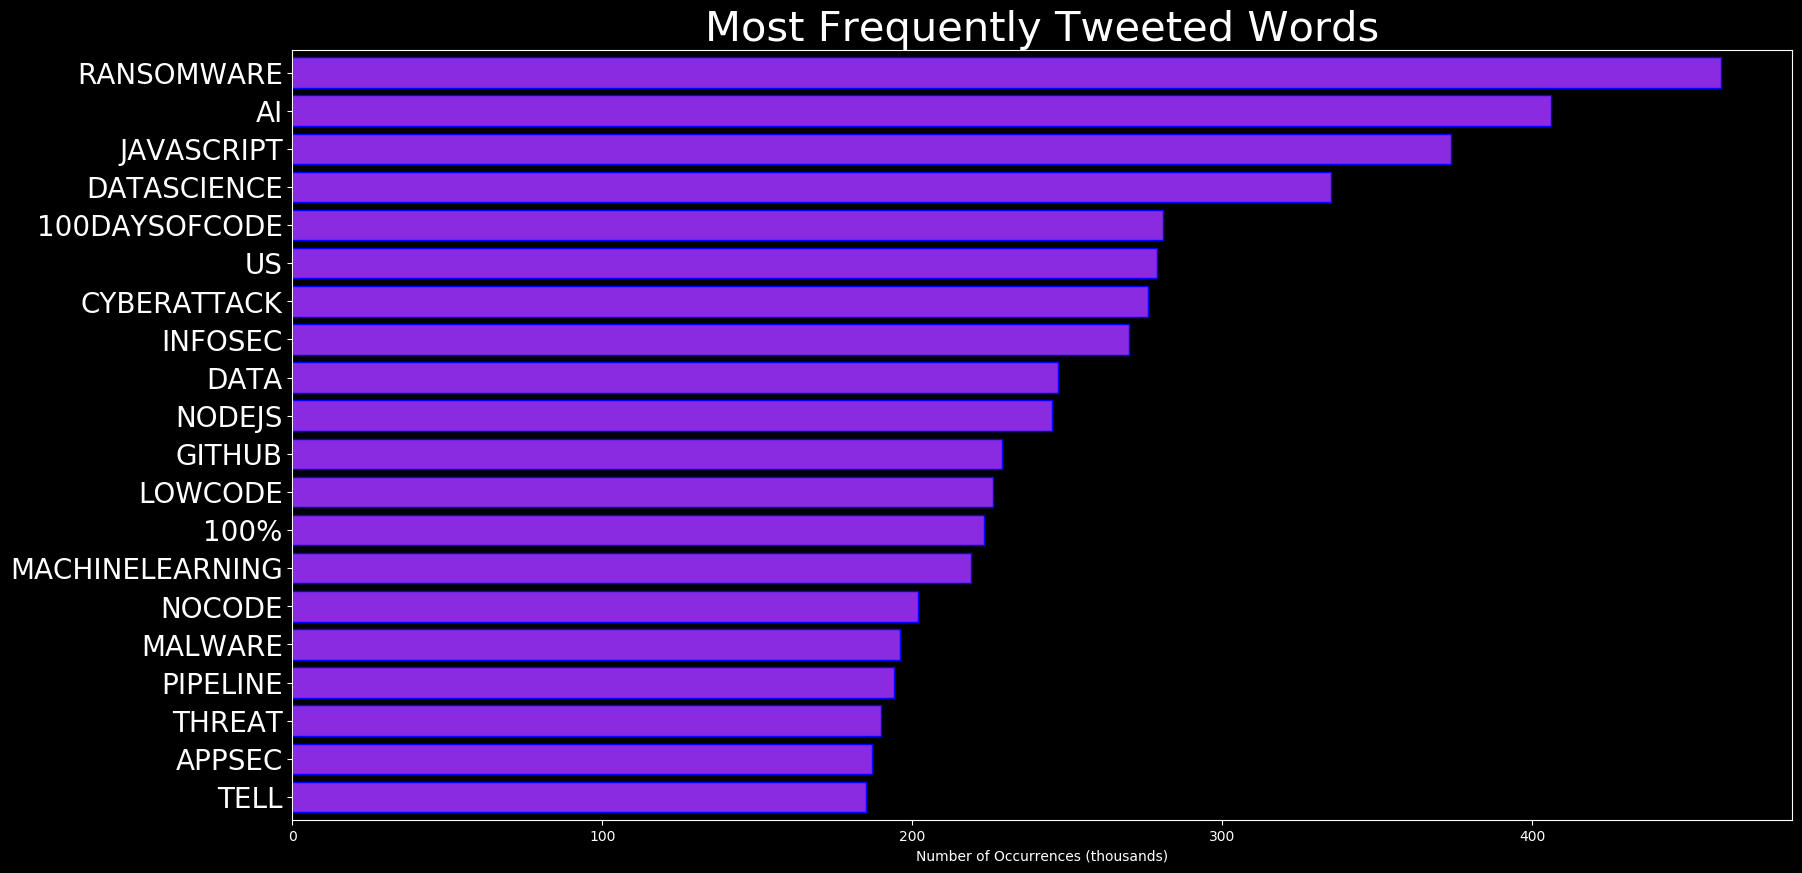 Most Frequently Tweeted Words
RANSOMWARE
AI
JAVASCRIPT
DATASCIENCE
100DAYSOFCODE
US
CYBERATTACK
INFOSEC
DATA
NODEJS
GITHUB
LOWCODE
100%
MACHINELEARNING
NOCODE
MALWARE
PIPELINE
THREAT
APPSEC
TELL
0 100 200 300 400
Number of Occurrences (thousands)